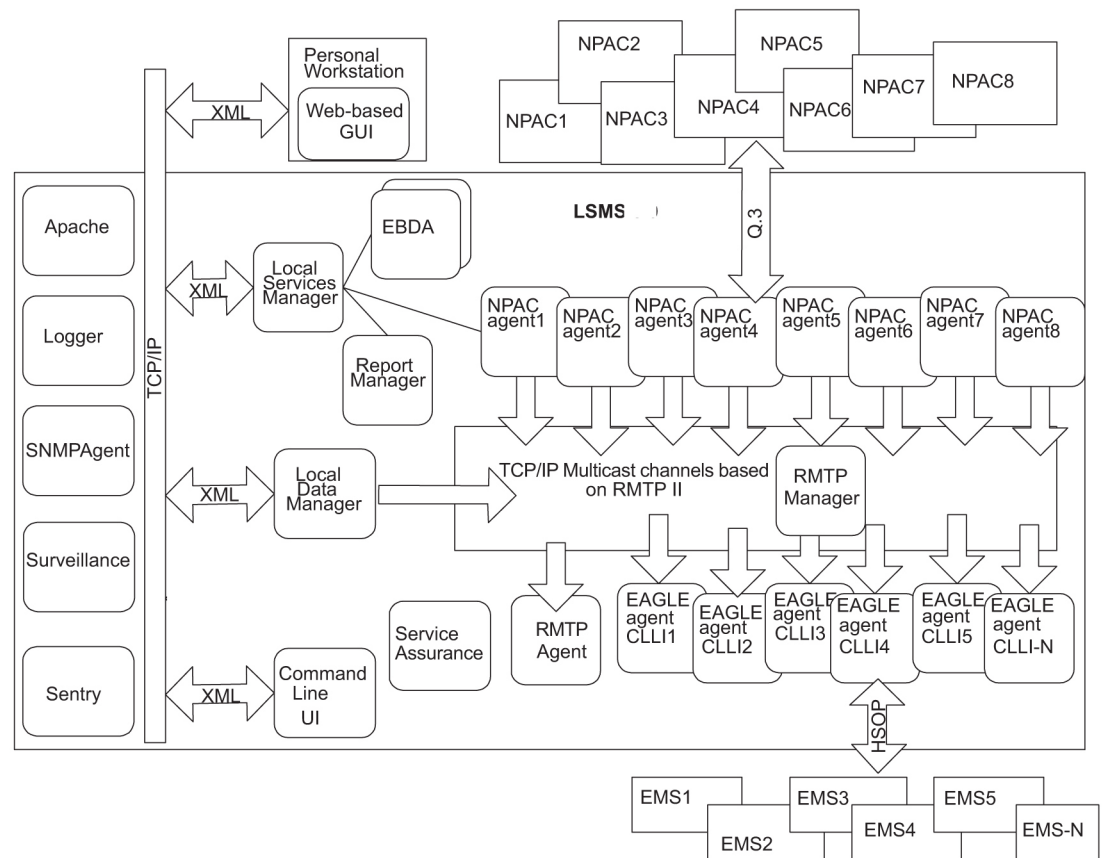 Personal
Workstation
Web-based
GUI
XML
NPAC1
NPAC2
NPAC3
NPAC4
NPAC5
NPAC6
NPAC7
NPAC8
TCP/IP
LSMS
Q.3
Apache
Logger
SNMPAgent
Surveillance
Sentry
XML
Local
Services
Manager
EBDA
Report
Manager
NPAC
agent1
NPAC
agent2
NPAC
agent3
NPAC
agent4
NPAC
agent5
NPAC
agent6
NPAC
agent7
NPAC
agent8
XML
Local
Data
Manager
TCP/IP Multicast channels based
on RMTP II
RMTP
Manager
Service
Assurance
RMTP
Agent
EAGLE
agent
CLLI1
EAGLE
agent
CLLI2
EAGLE
agent
CLLI3
EAGLE
agent
CLLI4
EAGLE
agent
CLLI5
EAGLE
agent
CLLI-N
XML
Command
Line
UI
HSOP
EMS1
EMS2
EMS3
EMS4
EMS5
EMS-N